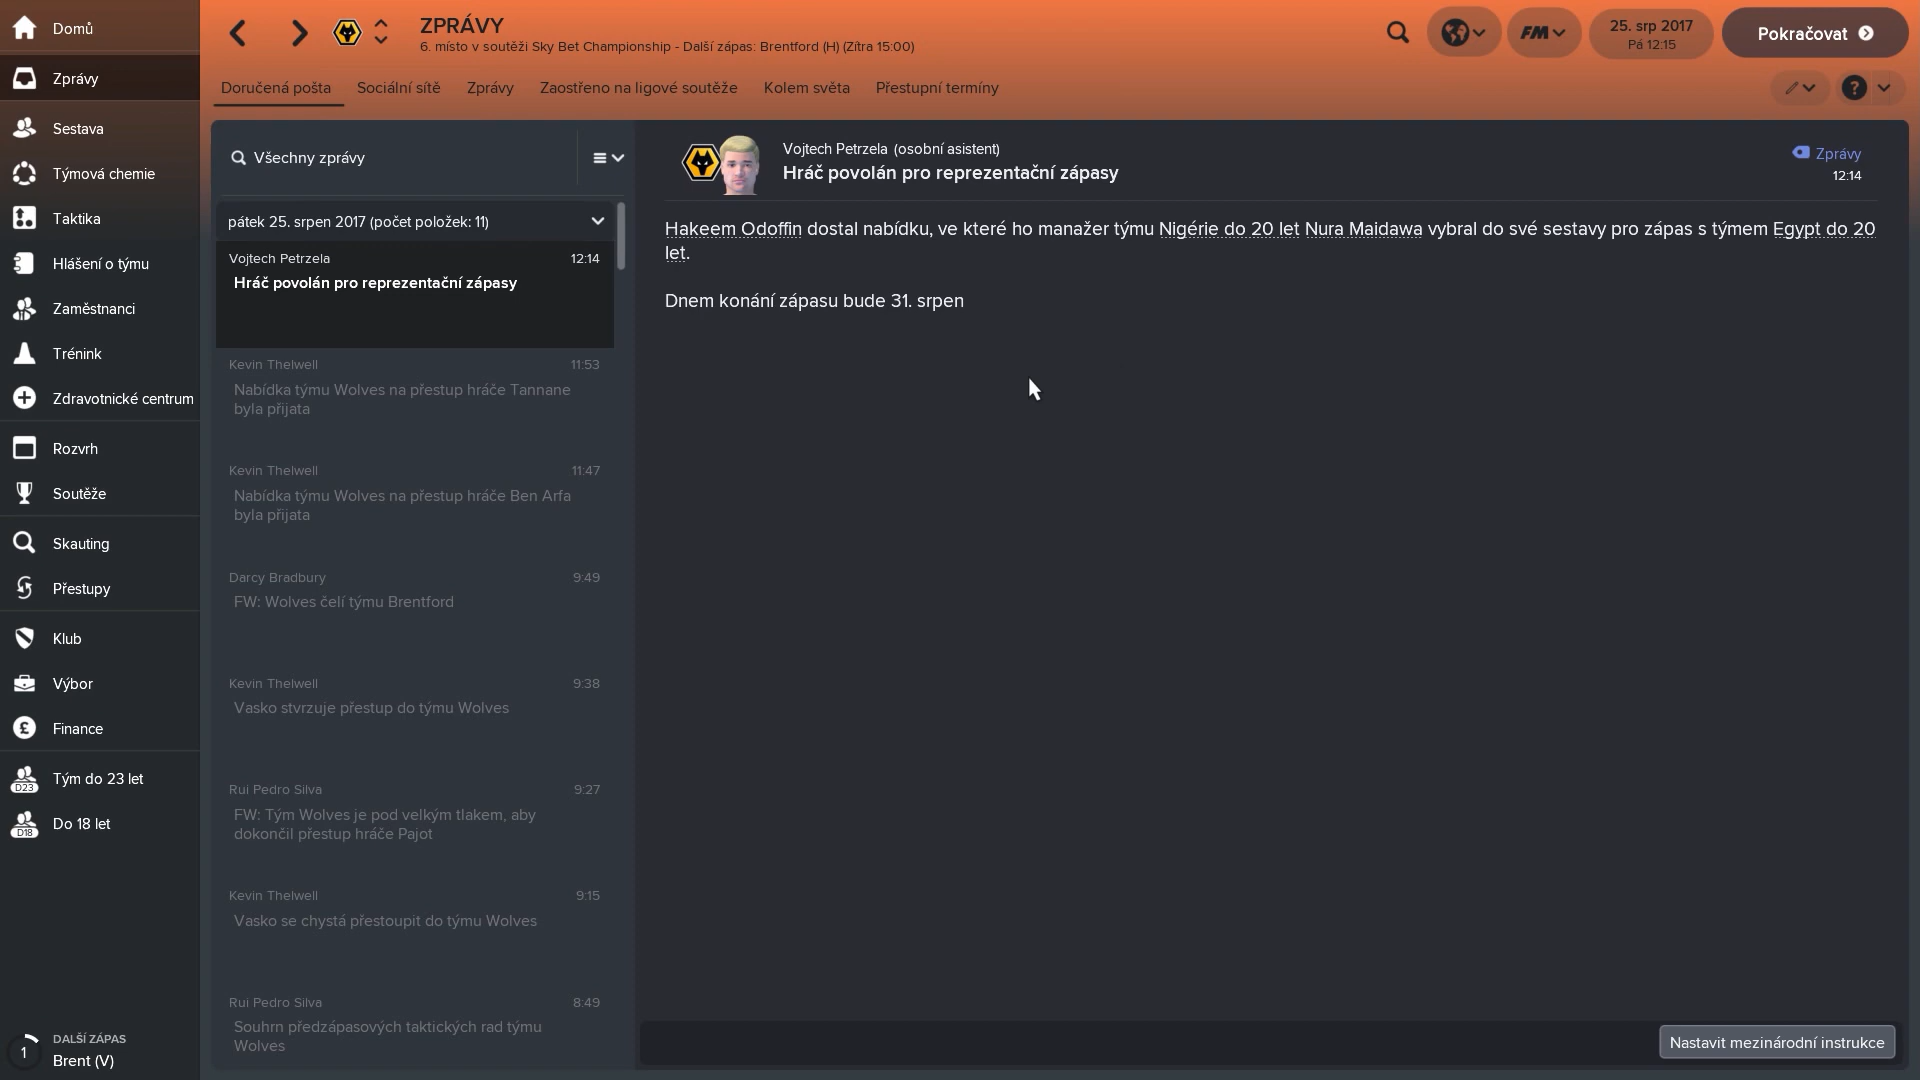 Domů
Zprávy
Sestava
Týmová chemie
Taktika
Hlášení o týmu
Zaměstnanci
Trénink
Zdravotnické centrum
Rozvrh
Soutěže
Skauting
Přestupy
Klub
Výbor
£
Finance
D23
Tým do 23 let
D18
Do 18 let
1
DALŠÍ ZÁPAS
Brent (V)
ZPRÁVY
6. místo v soutěži Sky Bet Championship - Další zápas: Brentford (H) (Zítra 15:00)
FM
25. srp 2017
Pá 12:15
Pokračovat
Doručená pošta
Sociální sítě
Zprávy
Zaostřeno na ligové soutěže
Kolem světa
Přestupní termíny
?
Všechny zprávy
pátek 25. srpen 2017 (počet položek: 11)
Vojtech Petrzela 12:14
Hráč povolán pro reprezentační zápasy
Kevin Thelwell 11:53
Nabídka týmu Wolves na přestup hráče Tannane
byla přijata
Kevin Thelwell 11:47
Nabídka týmu Wolves na přestup hráče Ben Arfa
byla přijata
Darcy Bradbury 9:49
FW: Wolves čelí týmu Brentford
Kevin Thelwell 9:38
Vasko stvrzuje přestup do týmu Wolves
Rui Pedro Silva 9:27
FW: Tým Wolves je pod velkým tlakem, aby
dokončil přestup hráče Pajot
Kevin Thelwell 9:15
Vasko se chystá přestoupit do týmu Wolves
Rui Pedro Silva 8:49
Souhrn předzápasových taktických rad týmu
Wolves
Vojtech Petrzela (osobní asistent)
Hráč povolán pro reprezentační zápasy
Zprávy
12:14
Hakeem Odoffin dostal nabídku, ve které ho manažer týmu Nigérie do 20 let Nura Maidawa vybral do své sestavy pro zápas s týmem Egypt do 20
let.
Dnem konání zápasu bude 31. srpen
Nastavit mezinárodní instrukce